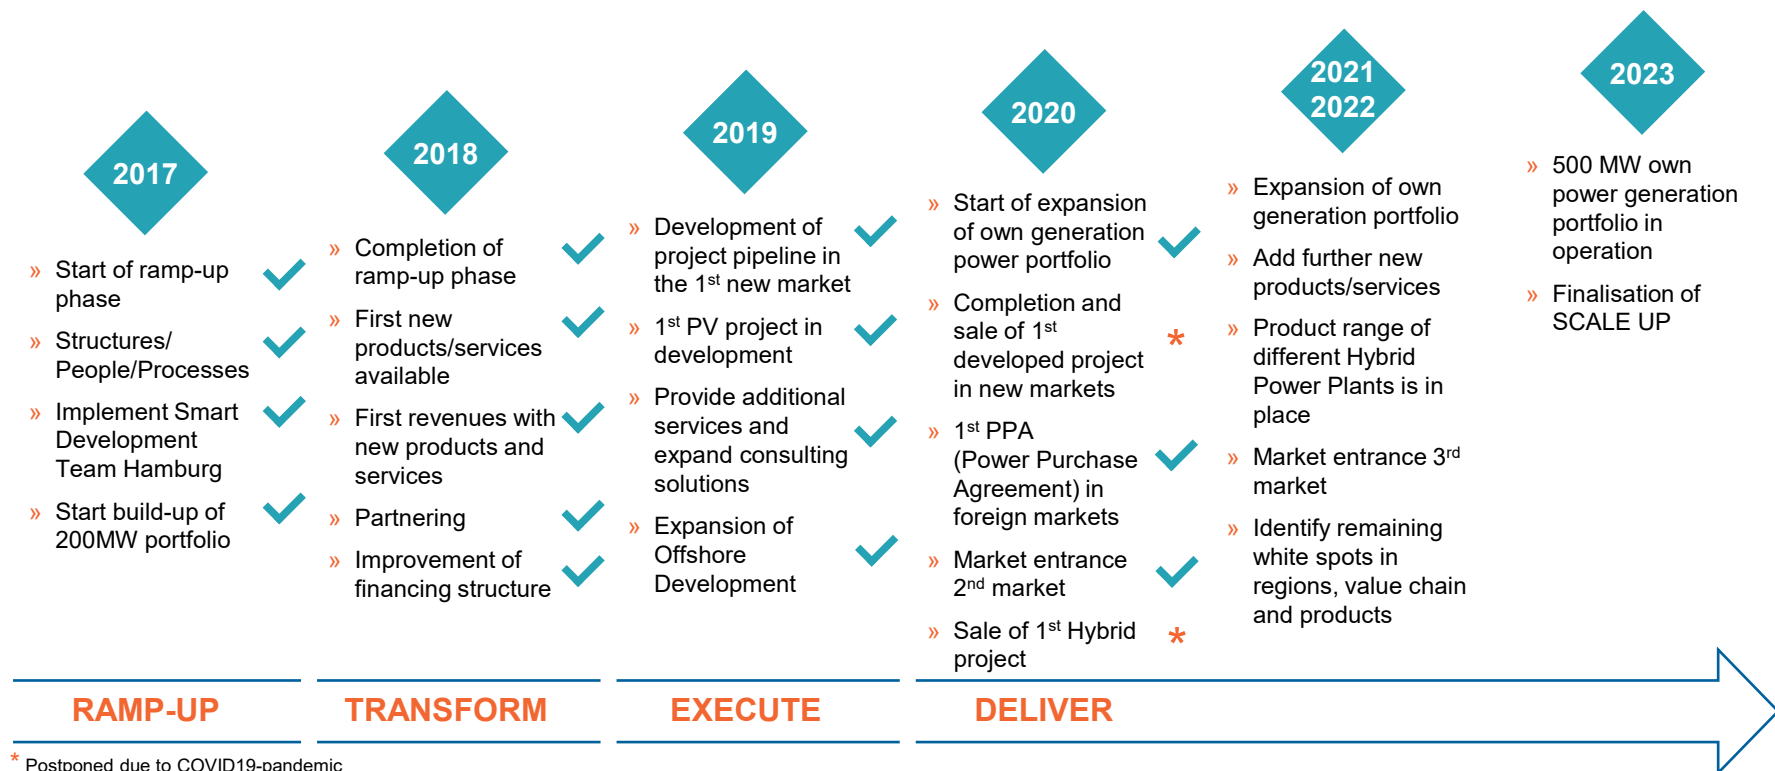 2017
» Start of ramp-up
phase
» Structures/
People/Processes
» Implement Smart
Development
Team Hamburg
» Start build-up of
200MW portfolio
2018
» Completion of
ramp-up phase
» First new
products/services
available
» First revenues with
new products and
services
» Partnering
» Improvement of
financing structure
2019
» Development of
project pipeline in
the 1st new market
» 1st PV project in
development
» Provide additional
services and
expand consulting
solutions
» Expansion of
Offshore
Development
2020
» Start of expansion
of own generation
power portfolio
» Completion and
sale of 1st
developed project
in new markets
*
» 1st PPA
(Power Purchase
Agreement) in
foreign markets
» Market entrance
2nd market
» Sale of 1st Hybrid
project
*
2021
2022
» Expansion of own
generation portfolio
» Add further new
products/services
» Product range of
different Hybrid
Power Plants is in
place
» Market entrance 3rd
market
» Identify remaining
white spots in
regions, value chain
and products
2023
» 500 MW own
power generation
portfolio in
operation
» Finalisation of
SCALE UP
RAMP-UP
TRANSFORM
EXECUTE
DELIVER
* Postponed due to COVID19-pandemic